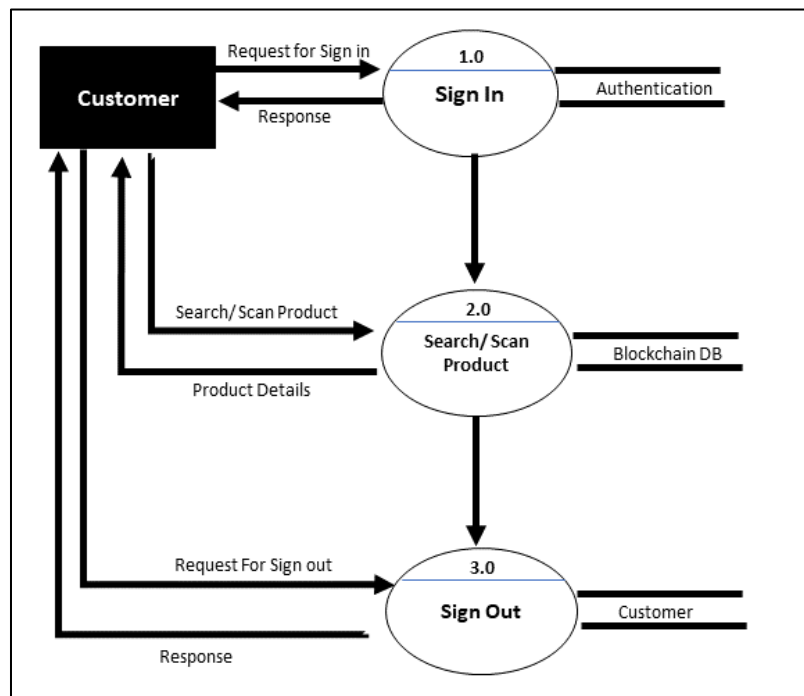 Request for Sign in
1.0
Customer
Sign In
Authentication
Response
2.0
Search/ Scan Product
Search/ Scan
Product
Blockchain DB
Product Details
Request For Sign out
3.0
Sign Out
Customer
Response